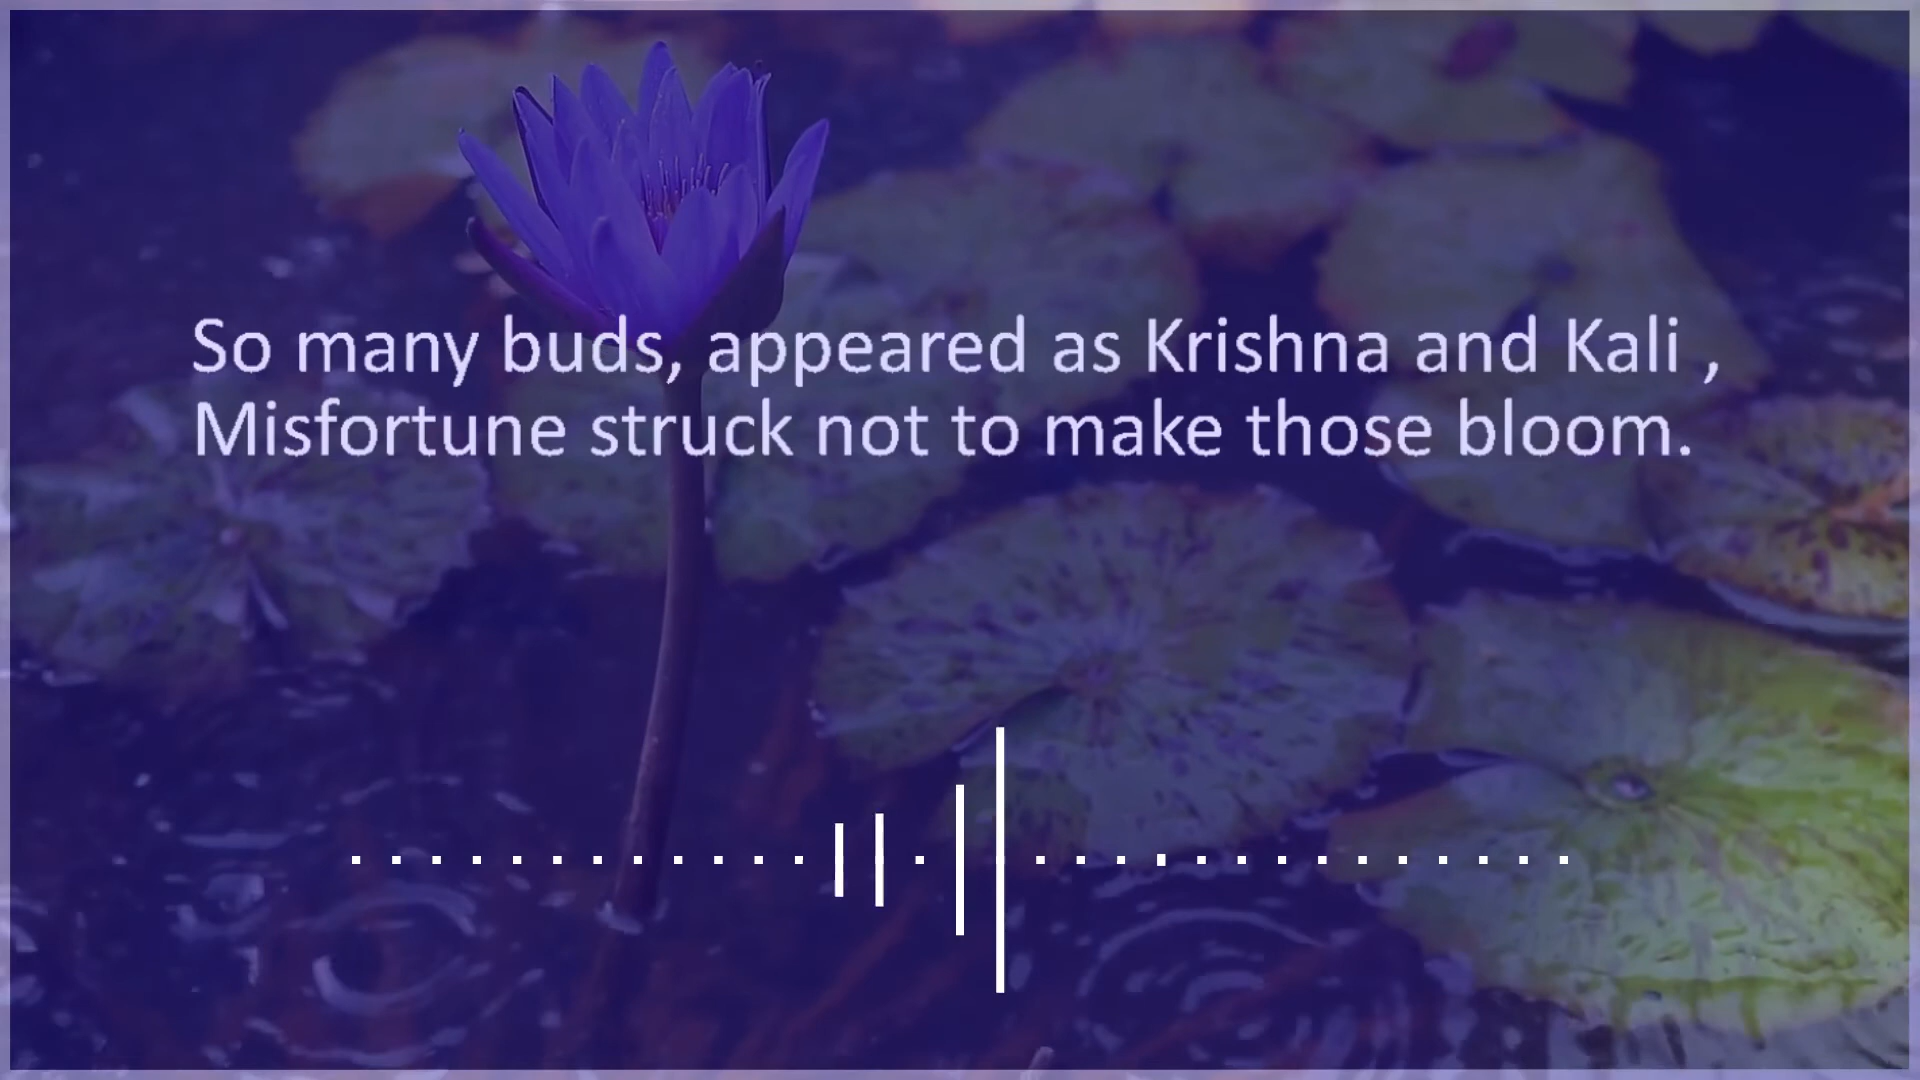 So many buds, appeared as Krishna and Kali ,
Misfortune struck not to make those bloom.